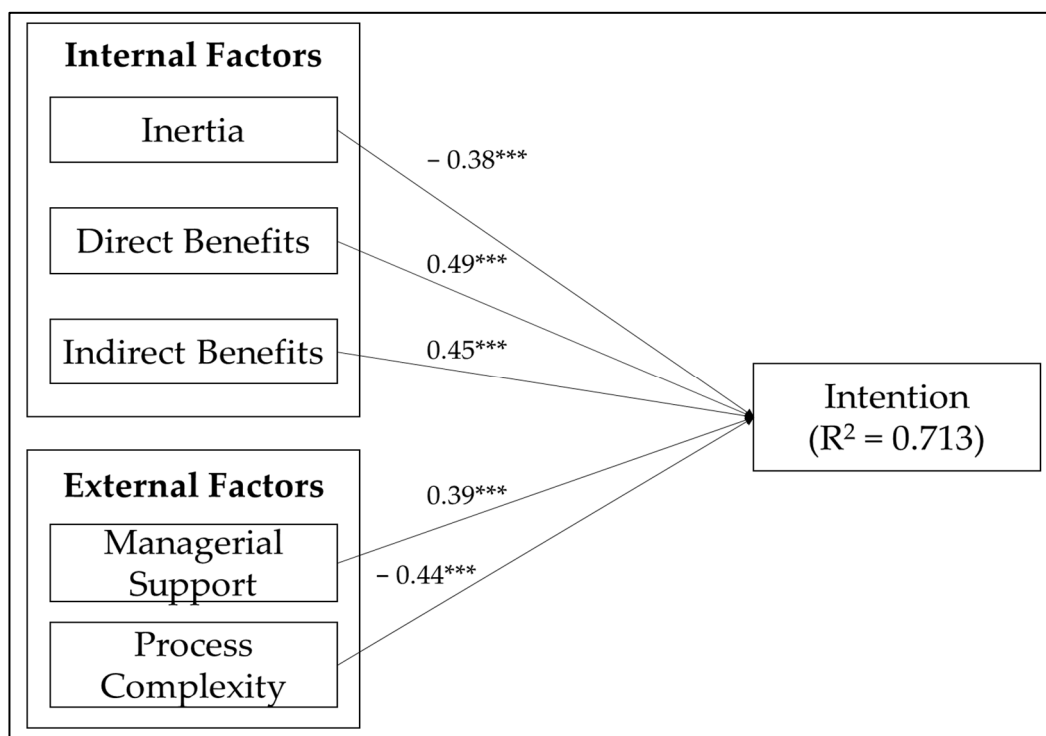 Internal Factors
Inertia
– 0.38***
Direct Benefits
0.49***
Indirect Benefits
0.45***
Intention
(R² = 0.713)
External Factors
Managerial
Support
0.39***
– 0.44***
Process
Complexity